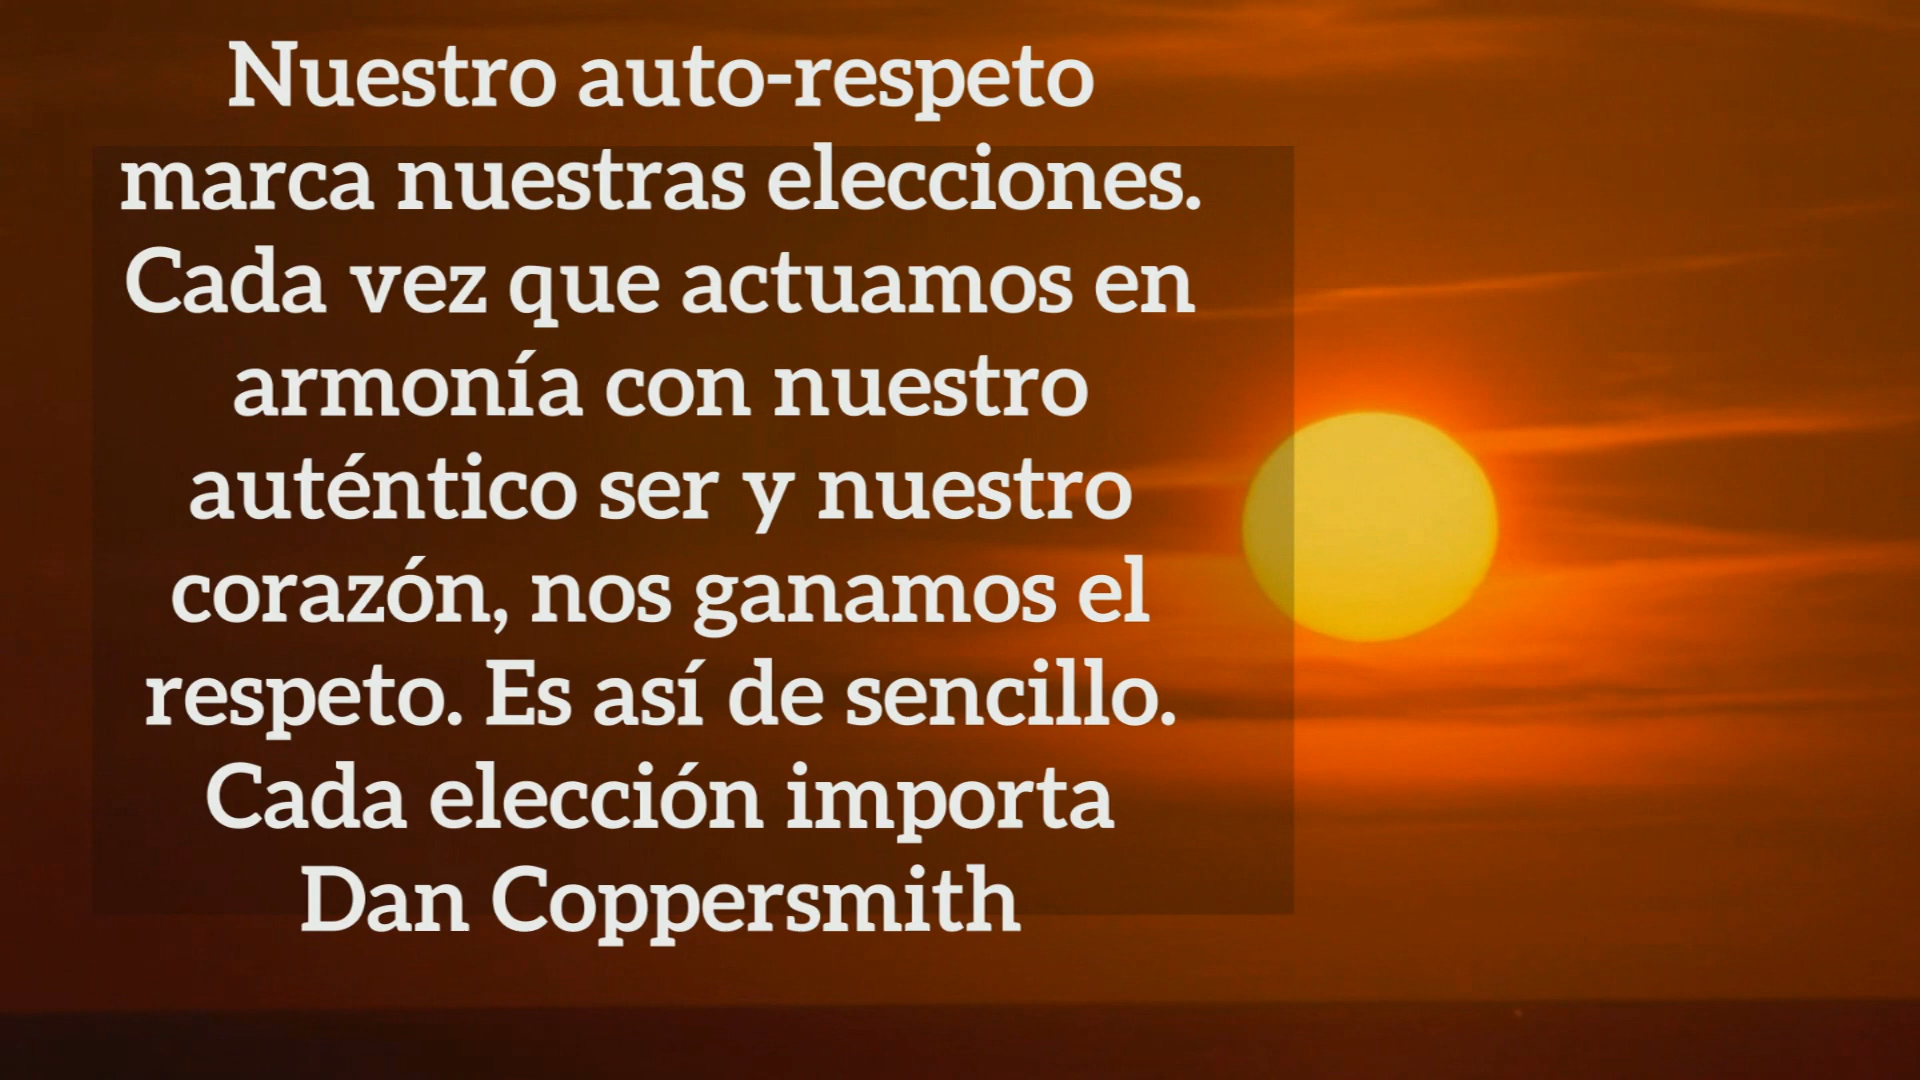 Nuestro auto-respeto
marca nuestras elecciones.
Cada vez que actuamos en
armonía con nuestro
auténtico ser y nuestro
corazón, nos ganamos el
respeto. Es así de sencillo.
Cada elección importa
Dan Coppersmith